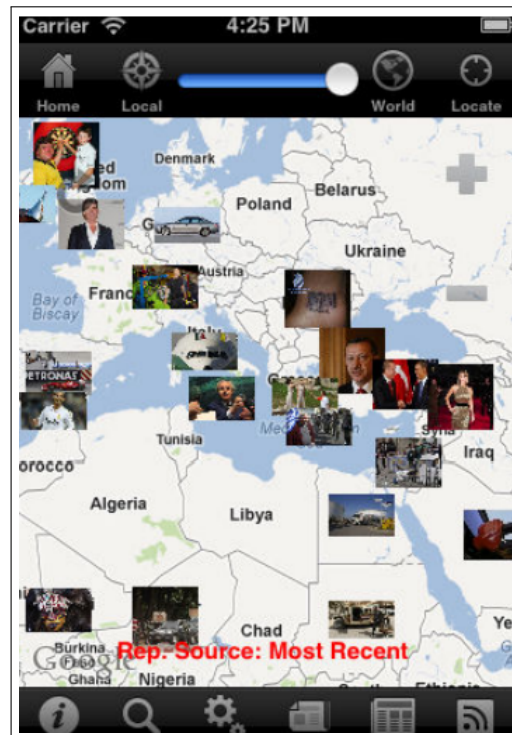 Carrier 4:25 PM
Home Local World Locate
Denmark
Poland
Belarus
Ukraine
Austria
Bay of
Biscay
Tunisia
Iraq
orocco
Algeria
Libya
Chad
Rep. Source: Most Recent
Burkina
Google
Ghana
Nigeria